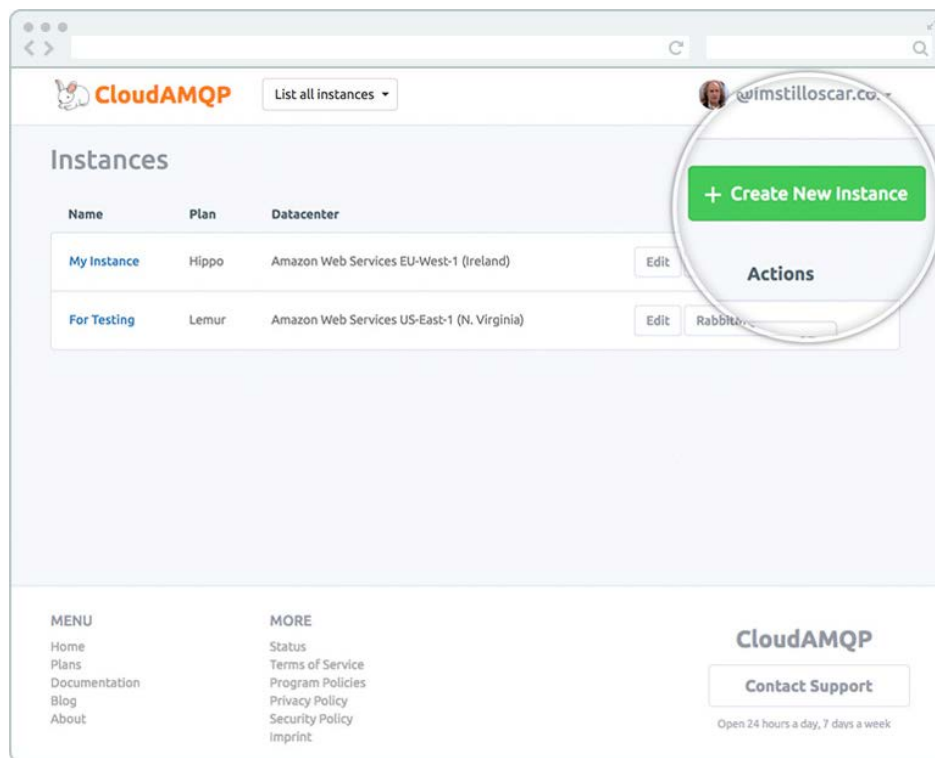 CloudAMQP
List all instances
@imstilloscar.co
Instances
+ Create New Instance
Name Plan Datacenter Actions
My Instance Hippo Amazon Web Services EU-West-1 (Ireland) Edit
For Testing Lemur Amazon Web Services US-East-1 (N. Virginia) Edit
MENU
Home
Plans
Documentation
Blog
About
MORE
Status
Terms of Service
Program Policies
Privacy Policy
Security Policy
Imprint
CloudAMQP
Contact Support
Open 24 hours a day, 7 days a week